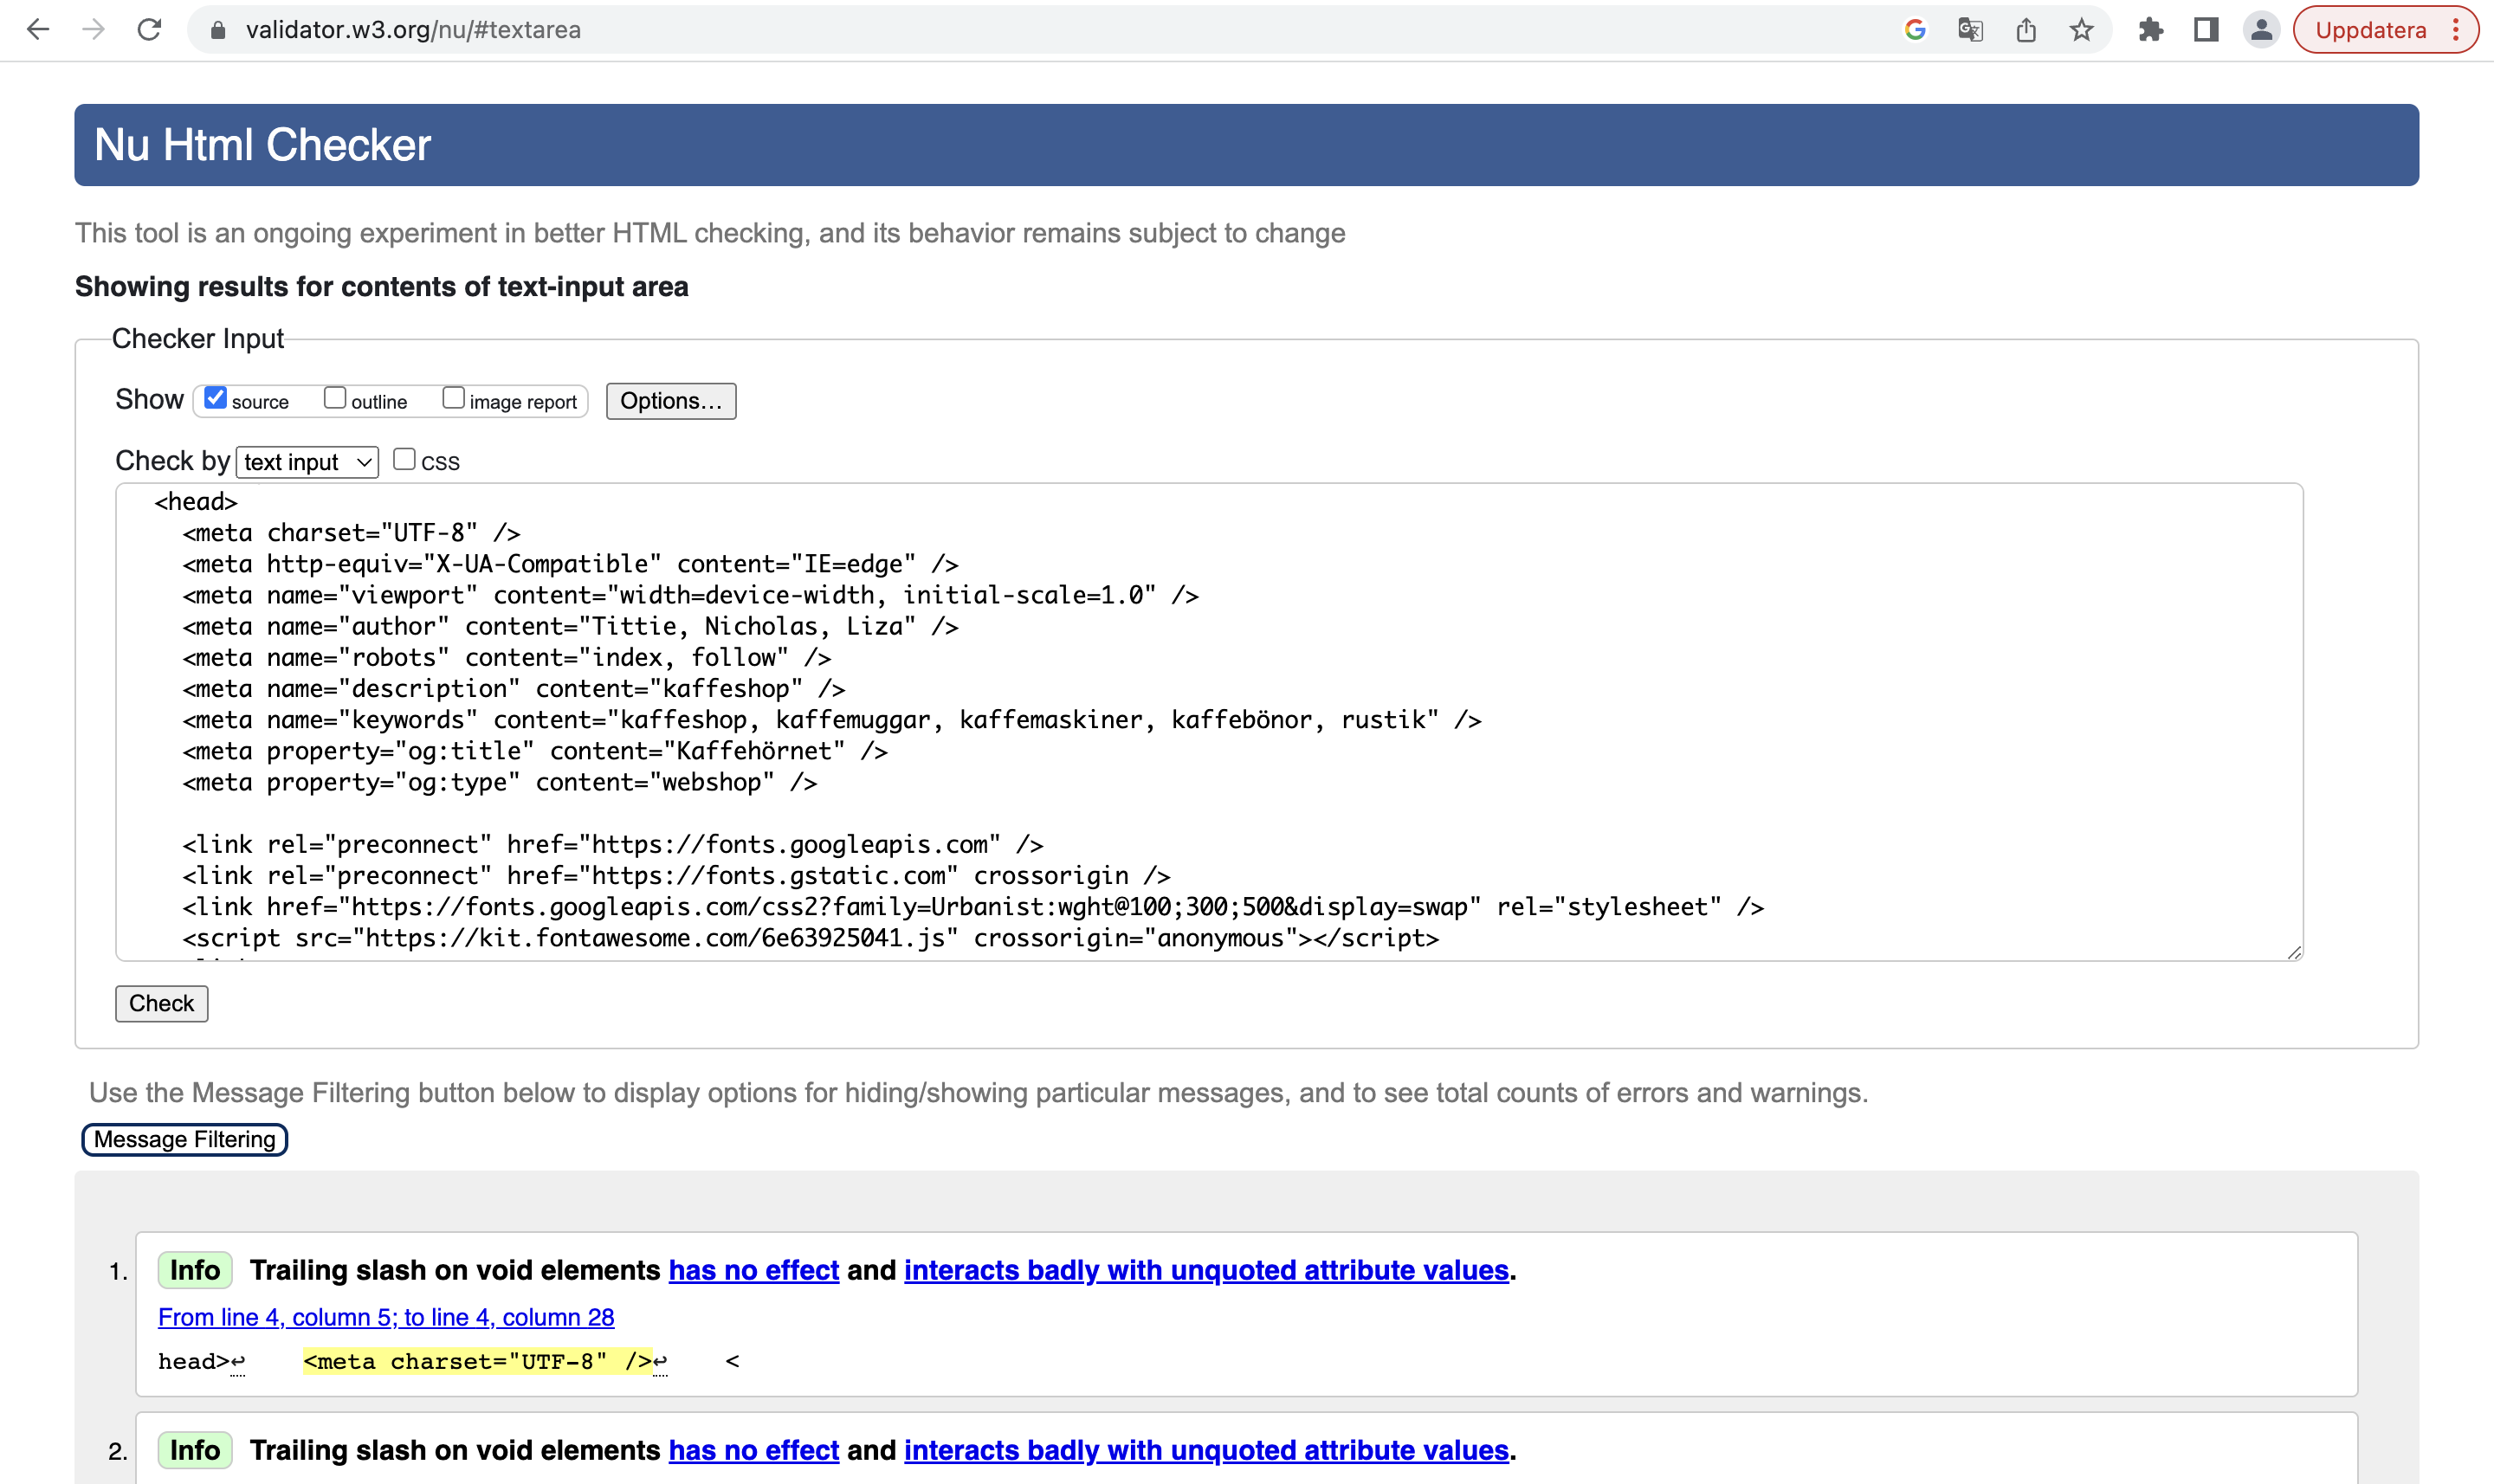 validator.w3.org/nu/#textarea
Uppdatera
Nu Html Checker
This tool is an ongoing experiment in better HTML checking, and its behavior remains subject to change
Showing results for contents of text-input area
Checker Input
Show source outline image report Options...
Check by text input CSS
<head>
<meta charset="UTF-8" />
<meta http-equiv="X-UA-Compatible" content="IE=edge" />
<meta name="viewport" content="width=device-width, initial-scale=1.0" />
<meta name="author" content="Tittie, Nicholas, Liza" />
<meta name="robots" content="index, follow" />
<meta name="description" content="kaffeshop" />
<meta name="keywords" content="kaffeshop, kaffemuggar, kaffemaskiner, kaffebönor, rustik" />
<meta property="og:title" content="Kaffehörnet" />
<meta property="og:type" content="webshop" />
<link rel="preconnect" href="https://fonts.googleapis.com" />
<link rel="preconnect" href="https://fonts.gstatic.com" crossorigin />
<link href="https://fonts.googleapis.com/css2?family=Urbanist:wght@100;300;500&display=swap" rel="stylesheet" />
<script src="https://kit.fontawesome.com/6e63925041.js" crossorigin="anonymous"></script>
Check
Use the Message Filtering button below to display options for hiding/showing particular messages, and to see total counts of errors and warnings.
Message Filtering
1. Info Trailing slash on void elements has no effect and interacts badly with unquoted attribute values.
From line 4, column 5; to line 4, column 28
head>↩ <meta charset="UTF-8" />↩ <
2. Info Trailing slash on void elements has no effect and interacts badly with unquoted attribute values.